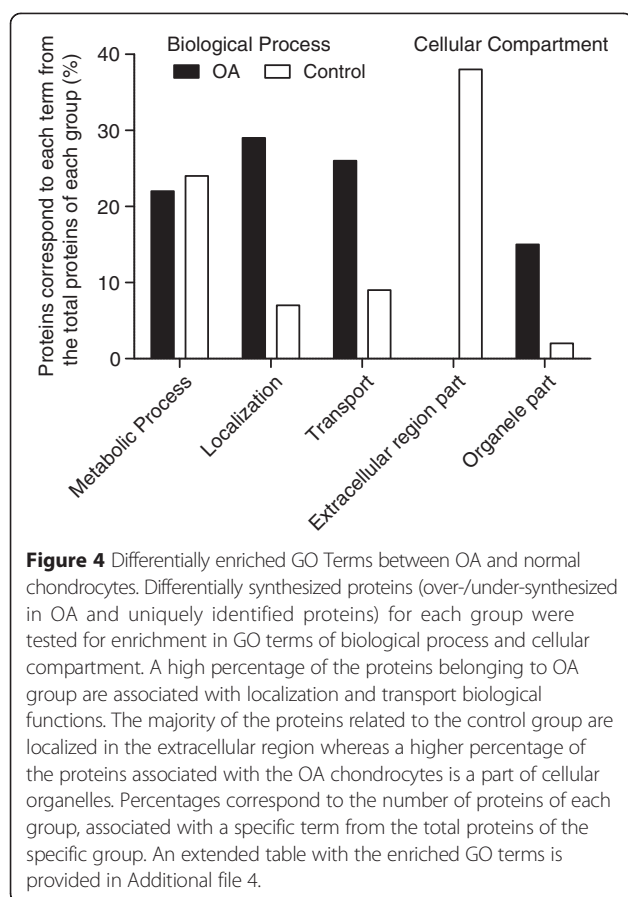 Biological Process Cellular Compartment
OA Control
Proteins correspond to each term from
the total proteins of each group (%)
40
30
20
10
0
Metabolic Process
Localization
Transport
Extracellular region part
Organele part
Figure 4 Differentially enriched GO Terms between OA and normal
chondrocytes. Differentially synthesized proteins (over-/under-synthesized
in OA and uniquely identified proteins) for each group were
tested for enrichment in GO terms of biological process and cellular
compartment. A high percentage of the proteins belonging to OA
group are associated with localization and transport biological
functions. The majority of the proteins related to the control group are
localized in the extracellular region whereas a higher percentage of
the proteins associated with the OA chondrocytes is a part of cellular
organelles. Percentages correspond to the number of proteins of each
group, associated with a specific term from the total proteins of the
specific group. An extended table with the enriched GO terms is
provided in Additional file 4.